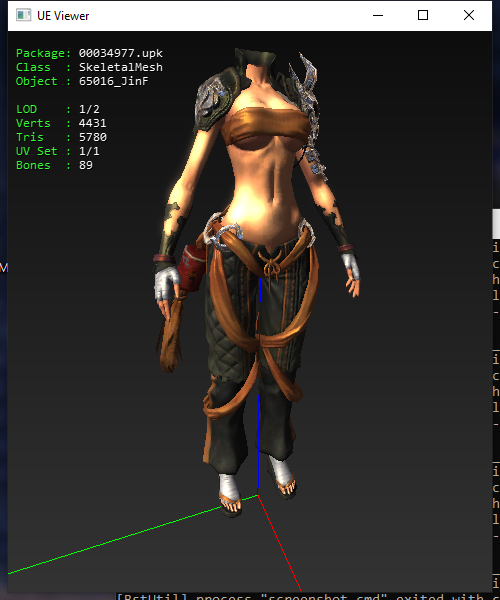 UE Viewer
Package: 00034977.upk
Class : SkeletalMesh
Object : 65016_JinF
LOD : 1/2
Verts : 4431
Tris : 5780
UV Set : 1/1
Bones : 89
M
i
c
h
l
-
i
c
h
l
-
i
c
h
l
-
i
[BstUtil] process "screenshot.cmd" exited with c